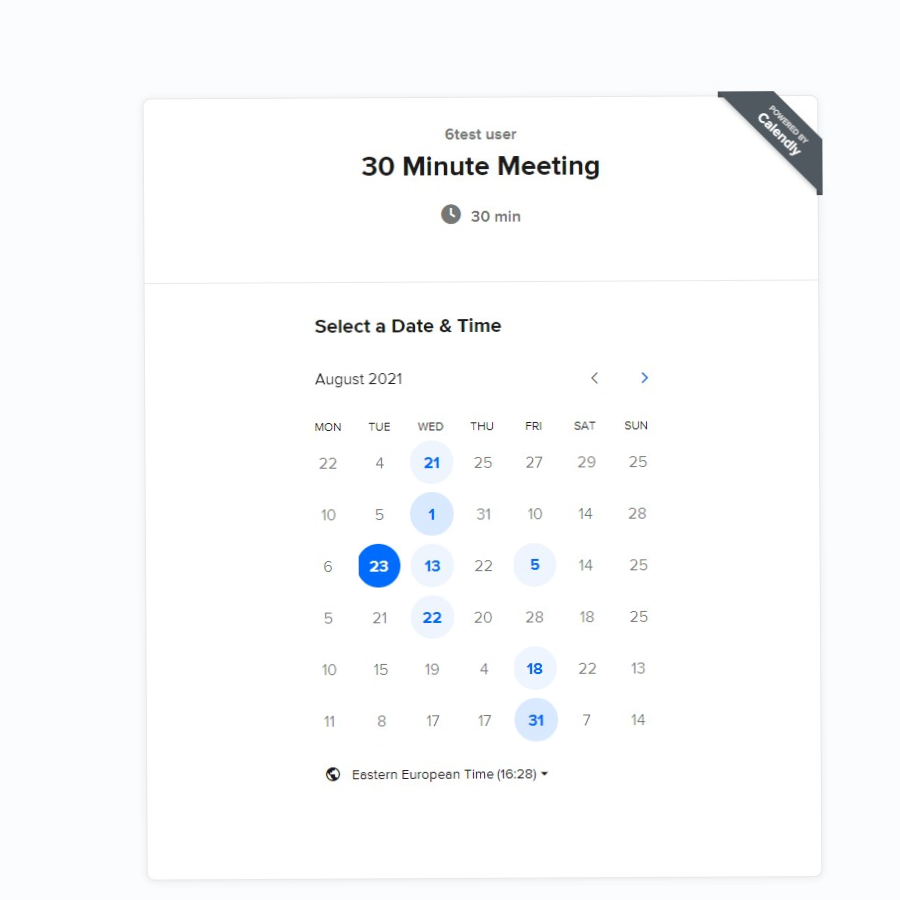 POWERED BY
Calendly
6test user
30 Minute Meeting
30 min
Select a Date & Time
August 2021
MON TUE WED THU FRI SAT SUN
22 4 21 25 27 29 25
10 5 1 31 10 14 28
6 23 13 22 5 14 25
5 21 22 20 28 18 25
10 15 19 4 18 22 13
11 8 17 17 31 7 14
Eastern European Time (16:28)